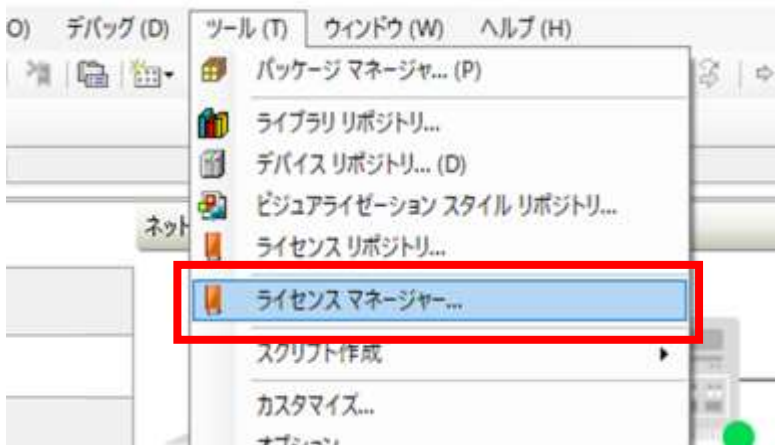 O) デバッグ (D) ツール (T) ウィンドウ (W) ヘルプ (H)
パッケージ マネージャ... (P)
ライブラリ リポジトリ...
デバイス リポジトリ... (D)
ビジュアライゼーション スタイル リポジトリ...
ネット
ライセンス リポジトリ...
ライセンス マネージャー...
スクリプト作成
カスタマイズ...
オプション